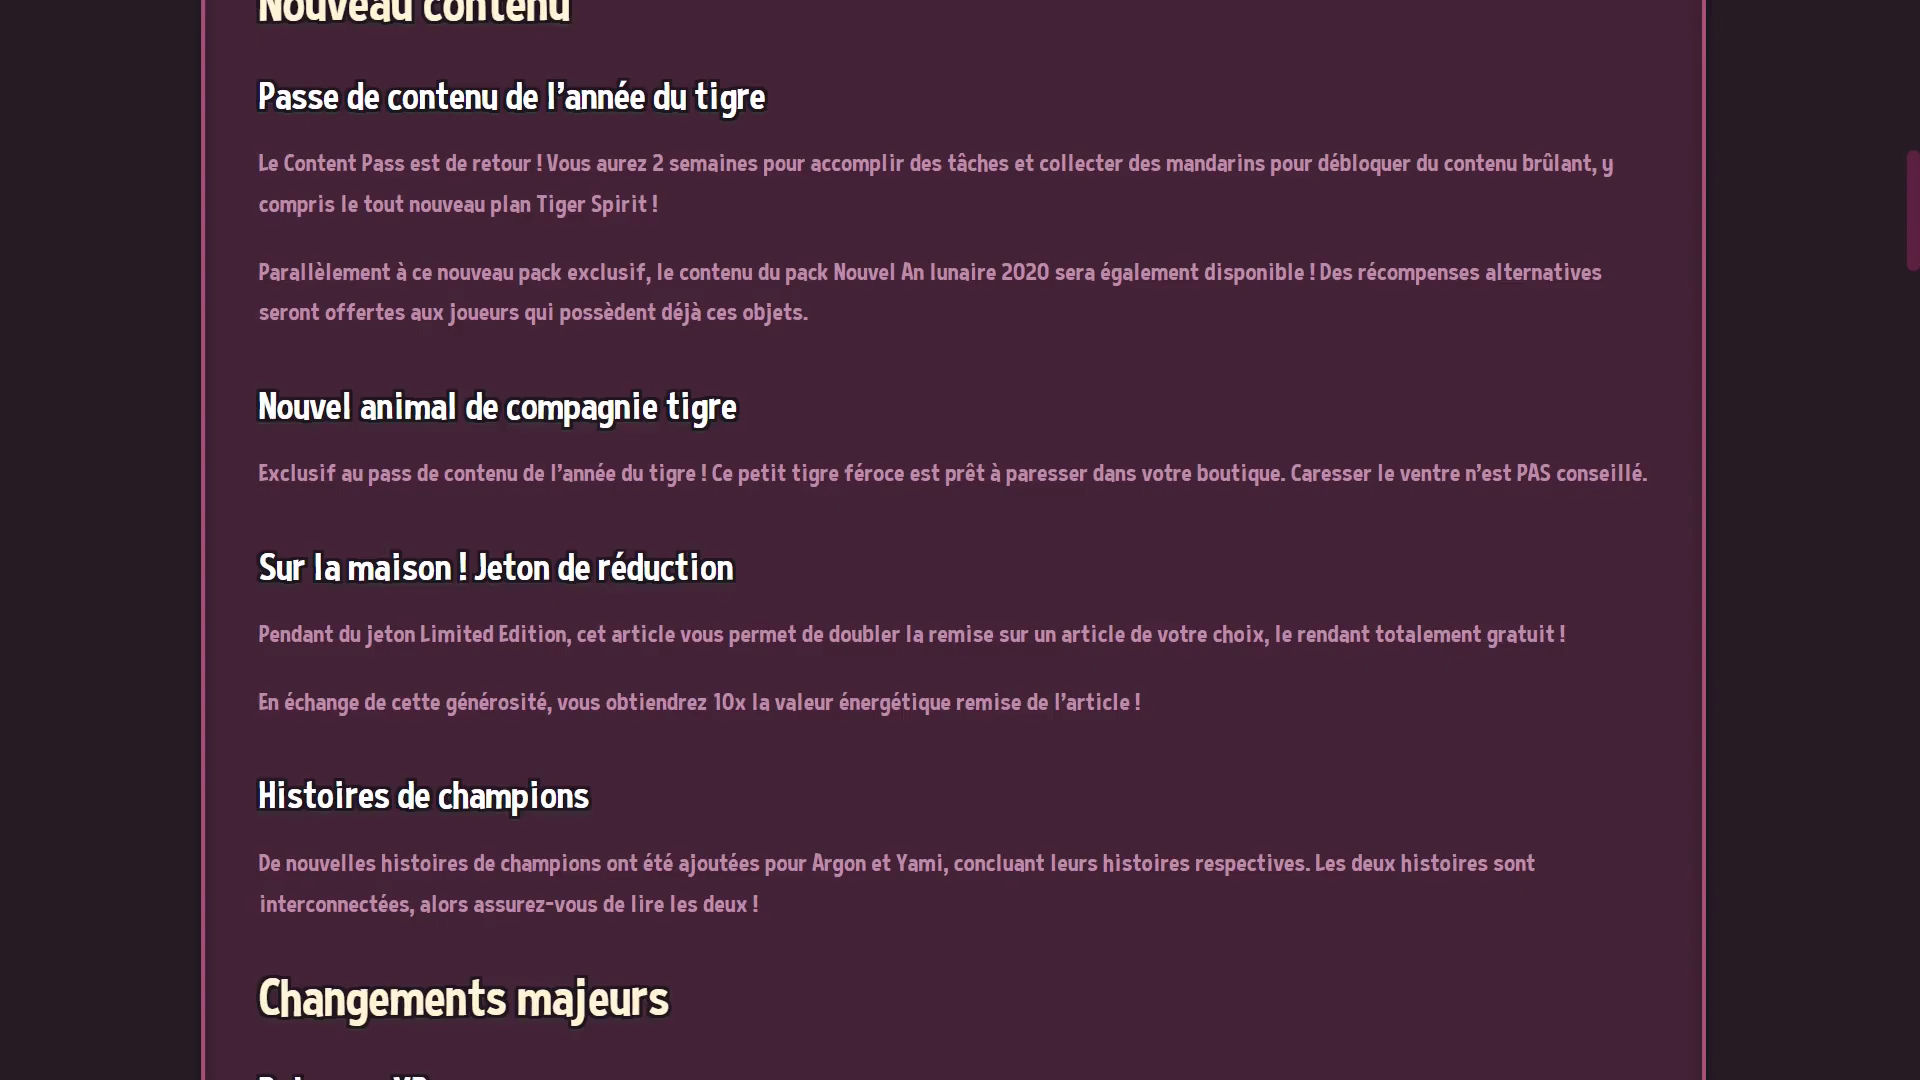 Nouveau contenu
Passe de contenu de l’année du tigre
Le Content Pass est de retour ! Vous aurez 2 semaines pour accomplir des tâches et collecter des mandarins pour débloquer du contenu brûlant, y
compris le tout nouveau plan Tiger Spirit !
Parallèlement à ce nouveau pack exclusif, le contenu du pack Nouvel An lunaire 2020 sera également disponible ! Des récompenses alternatives
seront offertes aux joueurs qui possèdent déjà ces objets.
Nouvel animal de compagnie tigre
Exclusif au pass de contenu de l’année du tigre ! Ce petit tigre féroce est prêt à paresser dans votre boutique. Caresser le ventre n’est PAS conseillé.
Sur la maison ! Jeton de réduction
Pendant du jeton Limited Edition, cet article vous permet de doubler la remise sur un article de votre choix, le rendant totalement gratuit !
En échange de cette générosité, vous obtiendrez 10x la valeur énergétique remise de l’article !
Histoires de champions
De nouvelles histoires de champions ont été ajoutées pour Argon et Yami, concluant leurs histoires respectives. Les deux histoires sont
interconnectées, alors assurez-vous de lire les deux !
Changements majeurs